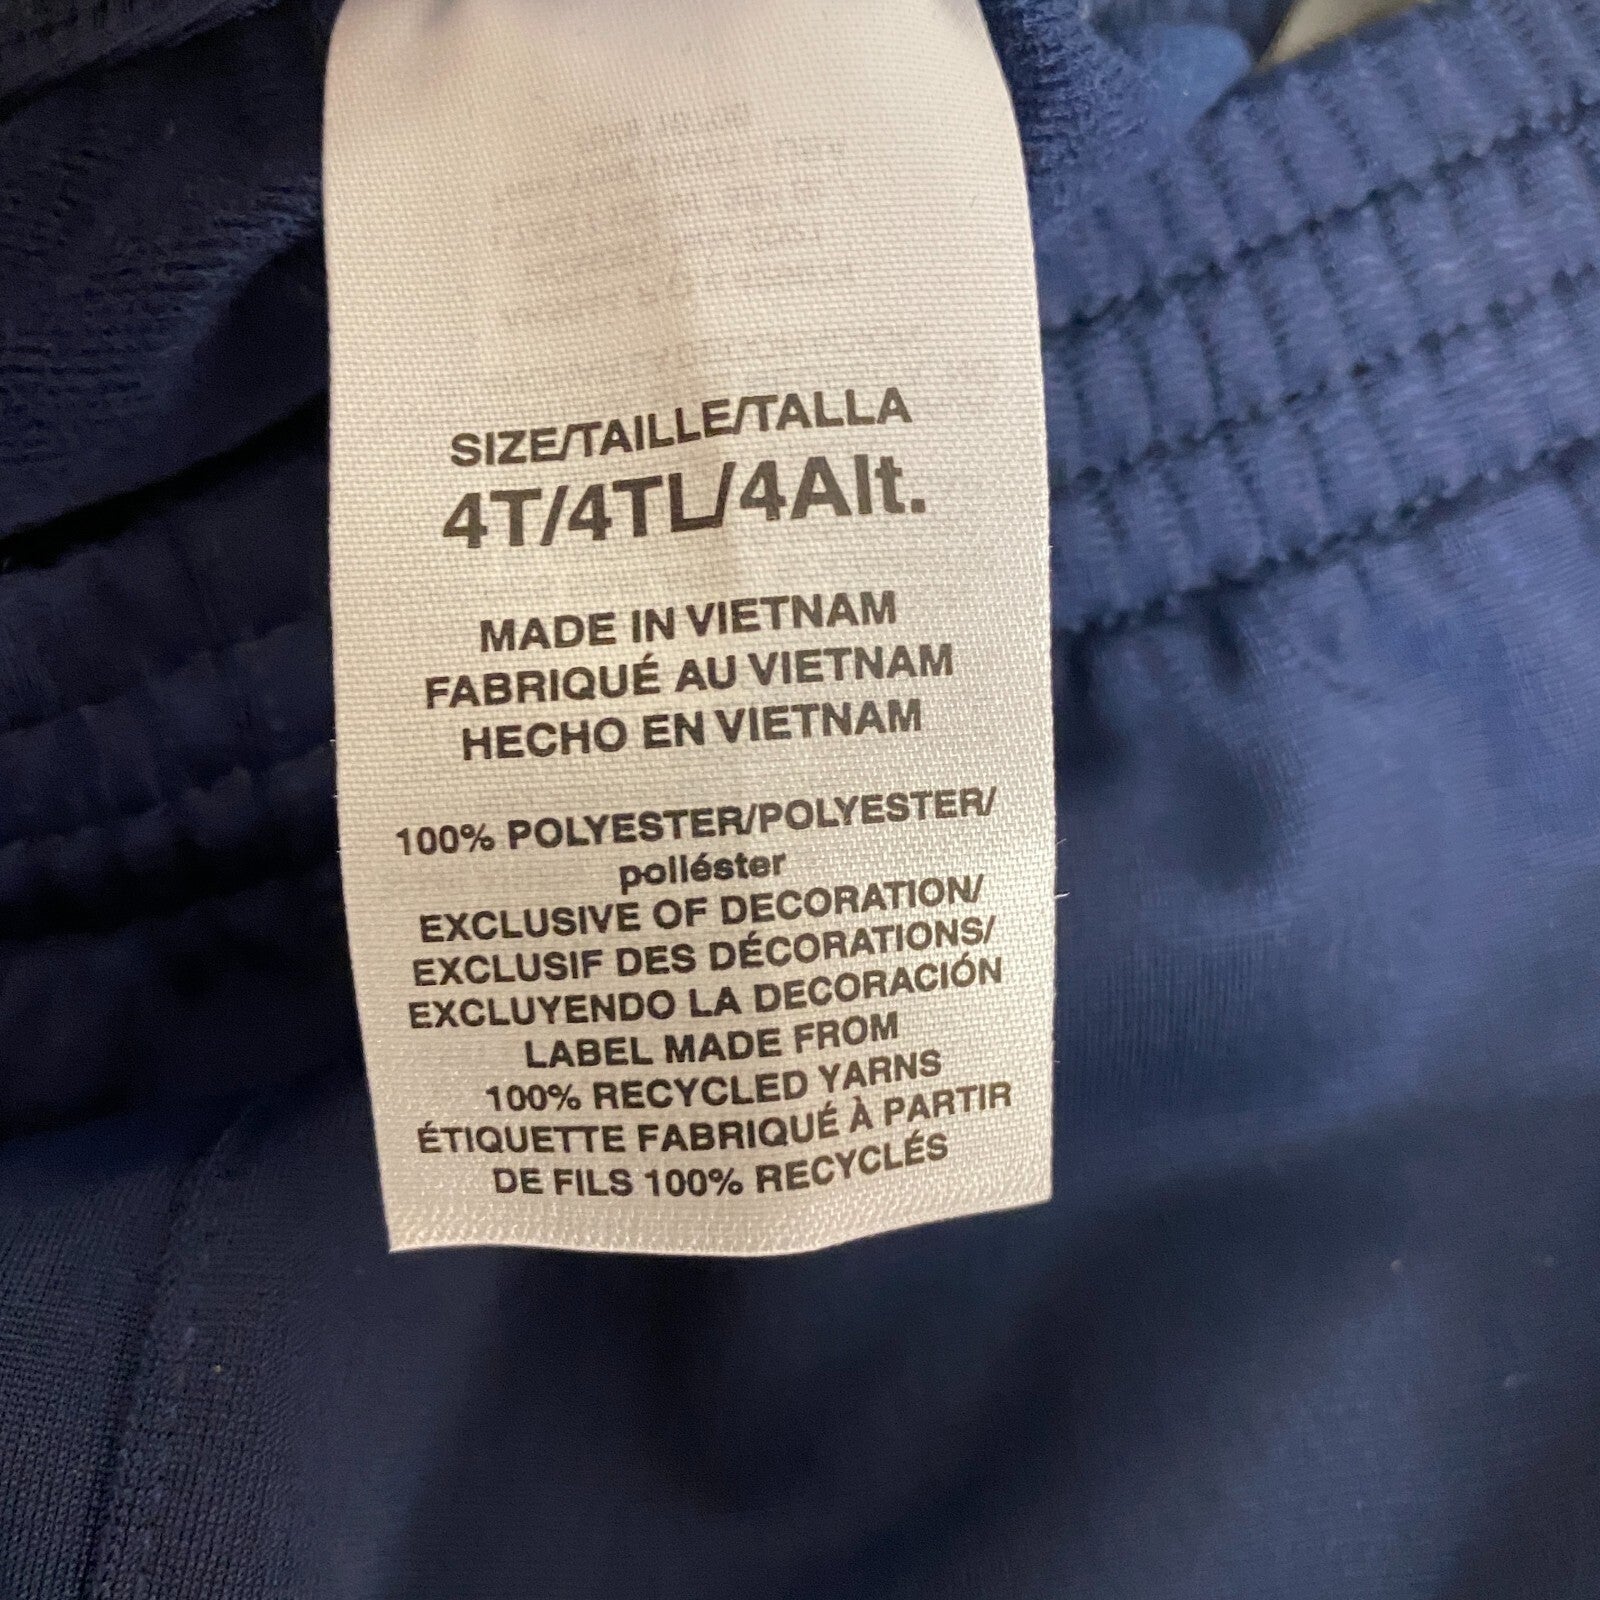 SIZE/TAILLE/TALLA
4T/4TL/4Alt.
MADE IN VIETNAM
FABRIQUÉ AU VIETNAM
HECHO EN VIETNAM
100% POLYESTER/POLYESTER/
poliéster
EXCLUSIVE OF DECORATION/
EXCLUSIF DES DÉCORATIONS/
EXCLUYENDO LA DECORACIÓN
LABEL MADE FROM
100% RECYCLED YARNS
ÉTIQUETTE FABRIQUÉ À PARTIR
DE FILS 100% RECYCLÉS